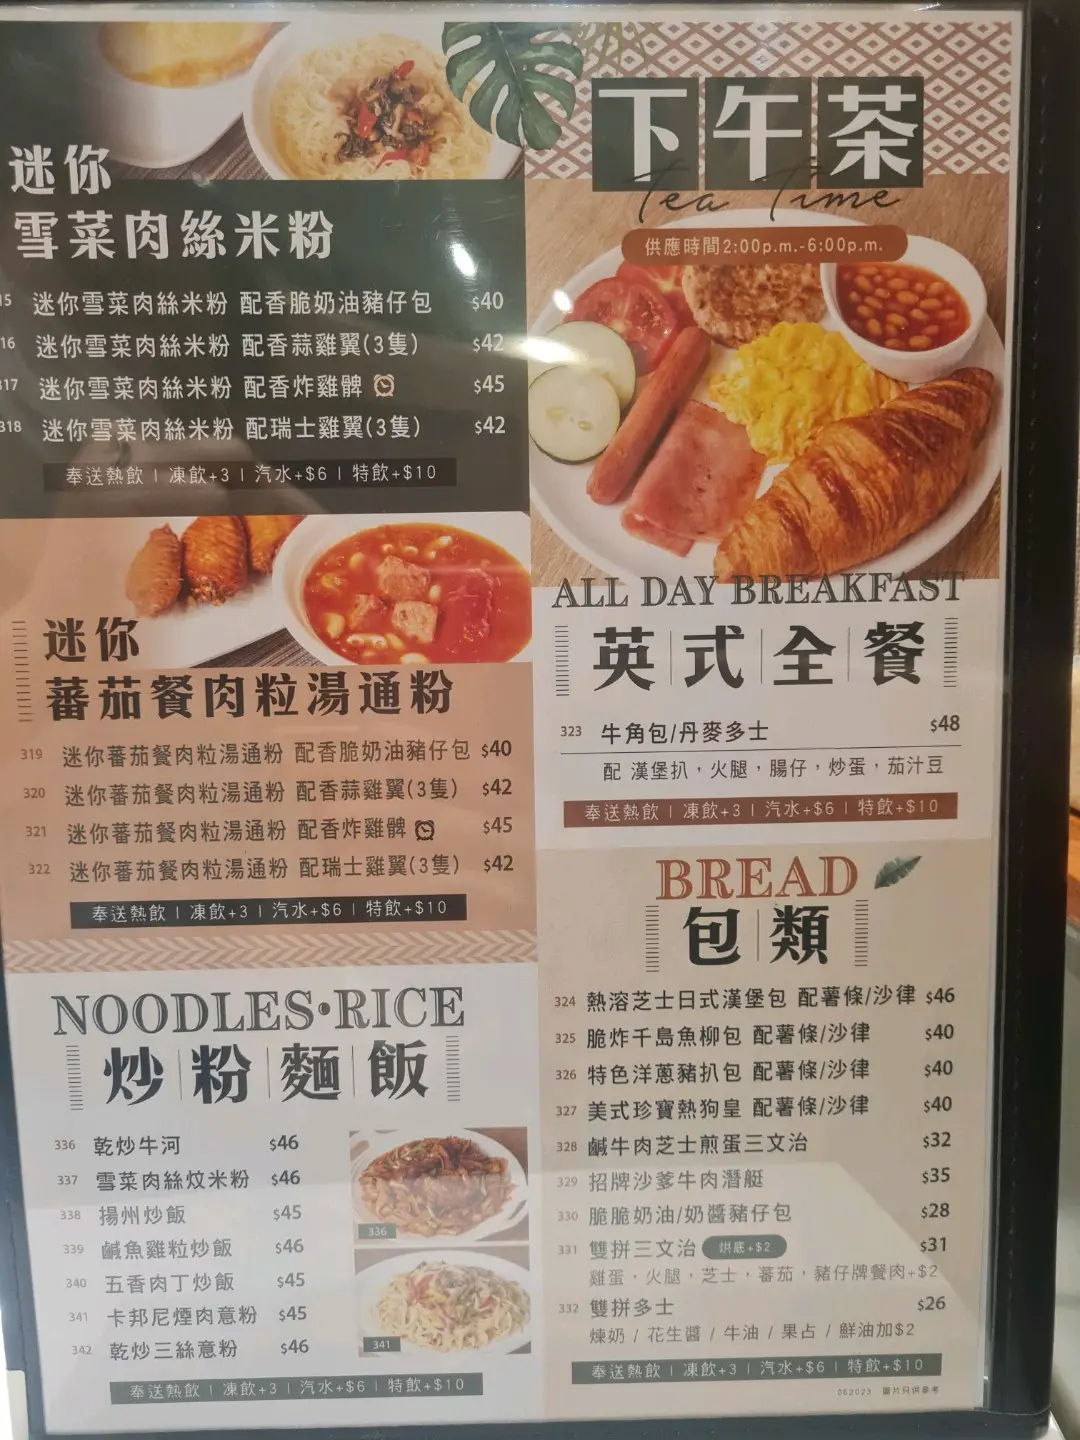 迷你
雪菜肉絲米粉
15 迷你雪菜肉絲米粉 配香脆奶油豬仔包 $40
16 迷你雪菜肉絲米粉 配香蒜雞翼(3隻) $42
317 迷你雪菜肉絲米粉 配香炸雞髀 $45
318 迷你雪菜肉絲米粉 配瑞士雞翼(3隻) $42
奉送熱飲 | 凍飲+3 | 汽水+$6 | 特飲+$10
迷你
蕃茄餐肉粒湯通粉
319 迷你蕃茄餐肉粒湯通粉 配香脆奶油豬仔包 $40
320 迷你蕃茄餐肉粒湯通粉 配香蒜雞翼(3隻) $42
321 迷你蕃茄餐肉粒湯通粉 配香炸雞髀 $45
322 迷你蕃茄餐肉粒湯通粉 配瑞士雞翼(3隻) $42
奉送熱飲 | 凍飲+3 | 汽水+$6 | 特飲+$10
NOODLES•RICE
炒粉麵飯
336 乾炒牛河 $46
337 雪菜肉絲炆米粉 $46
338 揚州炒飯 $45
339 鹹魚雞粒炒飯 $46
340 五香肉丁炒飯 $45
341 卡邦尼煙肉意粉 $45
342 乾炒三絲意粉 $46
336
341
奉送熱飲 | 凍飲+3 | 汽水+$6 | 特飲+$10
下午茶
Tea Time
供應時間2:00p.m.-6:00p.m.
ALL DAY BREAKFAST
英式全餐
323 牛角包/丹麥多士 $48
配 漢堡扒，火腿，腸仔，炒蛋，茄汁豆
奉送熱飲 | 凍飲+3 | 汽水+$6 | 特飲+$10
BREAD
包類
324 熱溶芝士日式漢堡包 配薯條/沙律 $46
325 脆炸千島魚柳包 配薯條/沙律 $40
326 特色洋蔥豬扒包 配薯條/沙律 $40
327 美式珍寶熱狗皇 配薯條/沙律 $40
328 鹹牛肉芝士煎蛋三文治 $32
329 招牌沙爹牛肉潛艇 $35
330 脆脆奶油/奶醬豬仔包 $28
331 雙拼三文治 烘底+$2 $31
雞蛋，火腿，芝士，蕃茄，豬仔牌餐肉+$2
332 雙拼多士 $26
煉奶 / 花生醬 / 牛油 / 果占 / 鮮油加$2
奉送熱飲 | 凍飲+3 | 汽水+$6 | 特飲+$10
062023 圖片只供參考